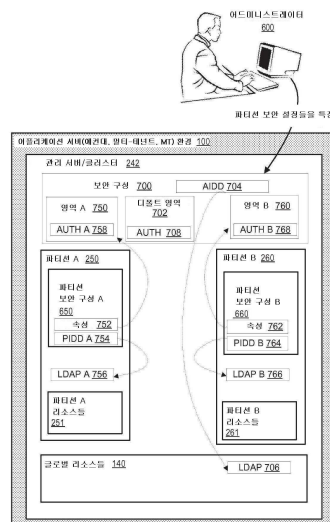 어드미니스트레이터
600
파티션 보안 설정들을 특정
어플리케이션 서버(예컨대, 멀티-테넌트, MT) 환경 100
관리 서버/클러스터 242
보안 구성 700
AIDD 704
영역 A 750
AUTH A 758
디폴트 영역
702
AUTH 708
영역 B 760
AUTH B 768
파티션 A 250
파티션
보안 구성 A
650
속성 752
PIDD A 754
LDAP A 756
파티션 A
리소스들
251
파티션 B 260
파티션
보안 구성 B
660
속성 762
PIDD B 764
LDAP B 766
파티션 B
리소스들
261
글로벌 리소스들 140
LDAP 706